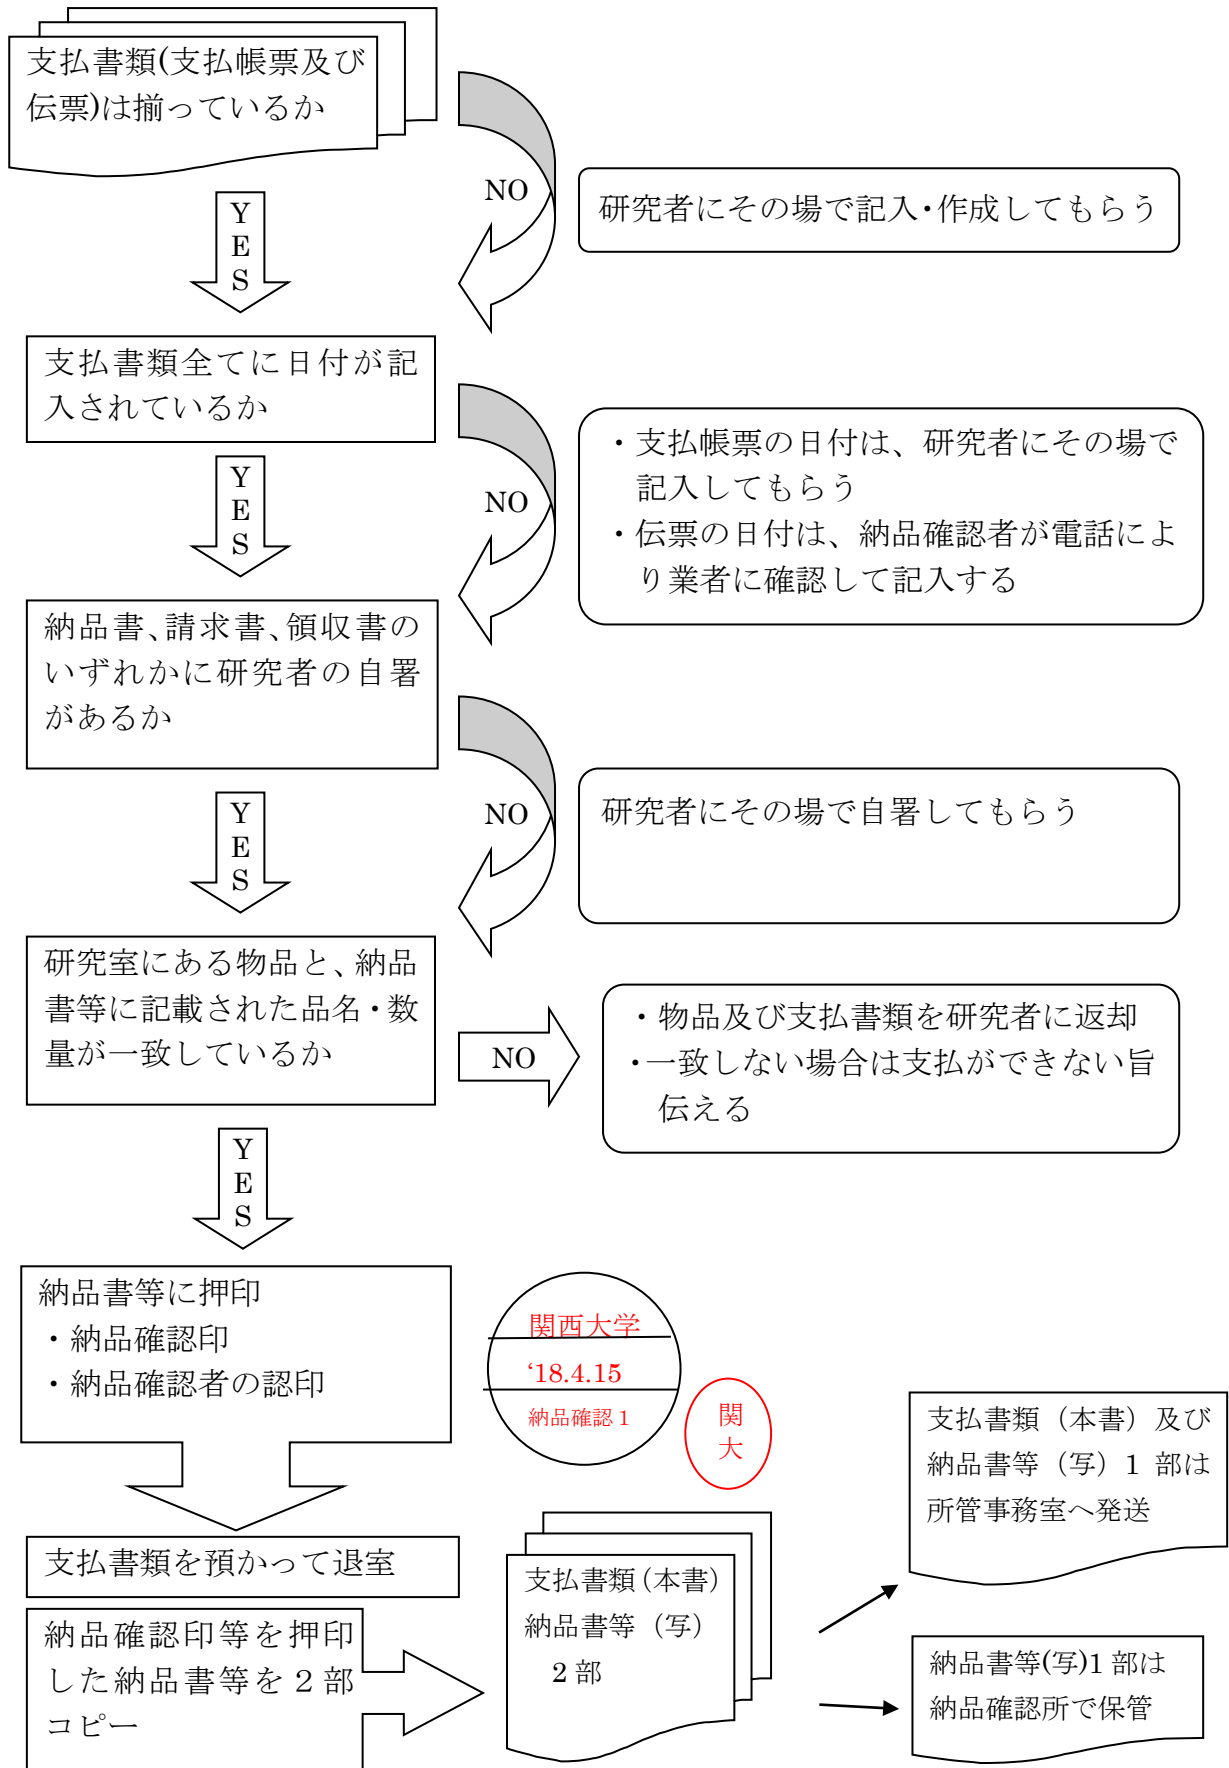 支払書類(支払帳票及び
伝票)は揃っているか
NO
研究者にその場で記入・作成してもらう
Y
E
S
支払書類全てに日付が記
入されているか
NO
・支払帳票の日付は、研究者にその場で
記入してもらう
・伝票の日付は、納品確認者が電話によ
り業者に確認して記入する
Y
E
S
納品書、請求書、領収書の
いずれかに研究者の自署
があるか
NO
研究者にその場で自署してもらう
Y
E
S
研究室にある物品と、納品
書等に記載された品名・数
量が一致しているか
NO
・物品及び支払書類を研究者に返却
・一致しない場合は支払ができない旨
伝える
Y
E
S
納品書等に押印
・納品確認印
・納品確認者の認印
関西大学
‘18.4.15
納品確認１
関
大
支払書類を預かって退室
納品確認印等を押印
した納品書等を２部
コピー
支払書類（本書）
納品書等（写）
２部
支払書類（本書）及び
納品書等（写）１部は
所管事務室へ発送
納品書等(写)1 部は
納品確認所で保管